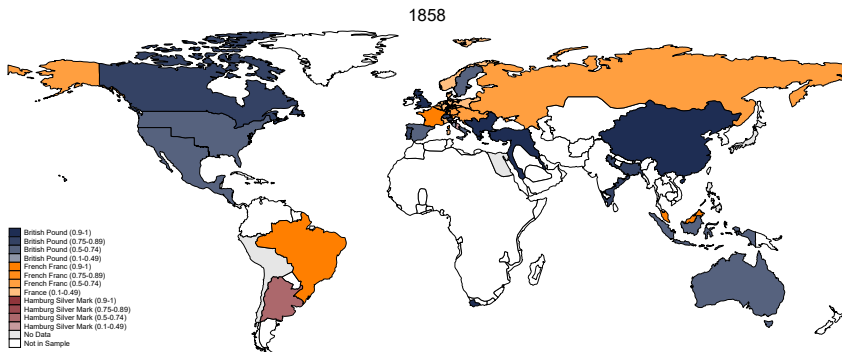 1858
British Pound (0.9-1)
British Pound (0.75-0.89)
British Pound (0.5-0.74)
British Pound (0.1-0.49)
French Franc (0.9-1)
French Franc (0.75-0.89)
French Franc (0.5-0.74)
France (0.1-0.49)
Hamburg Silver Mark (0.9-1)
Hamburg Silver Mark (0.75-0.89)
Hamburg Silver Mark (0.5-0.74)
Hamburg Silver Mark (0.1-0.49)
No Data
Not in Sample